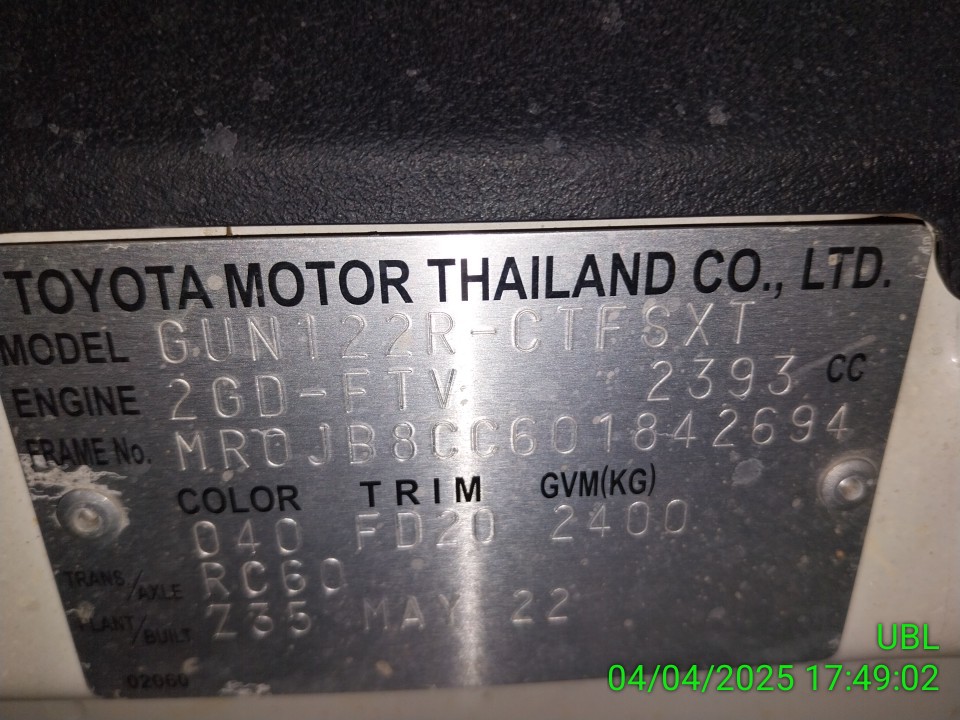 TOYOTA MOTOR THAILAND CO., LTD.
MODEL GUN122R-CTFSXT
ENGINE 2GD-FTV 2393 CC
FRAME No. MR0JB8CC601842694
COLOR TRIM GVM(KG)
040 FD20 2400
TRANS/AXLE RC60
PLANT/BUILT Z35 MAY 22
02060
UBL
04/04/2025 17:49:02